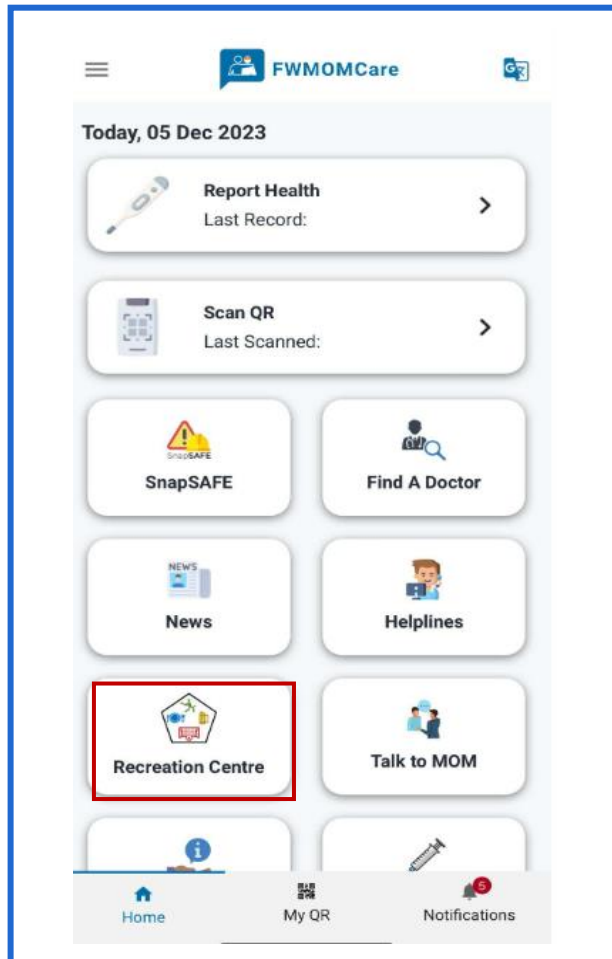 FWMOMCare
Today, 05 Dec 2023
Report Health
Last Record:
Scan QR
Last Scanned:
SnapSAFE
SnapSAFE
Find A Doctor
NEWS
News
Helplines
Recreation Centre
Talk to MOM
Home
My QR
5
Notifications